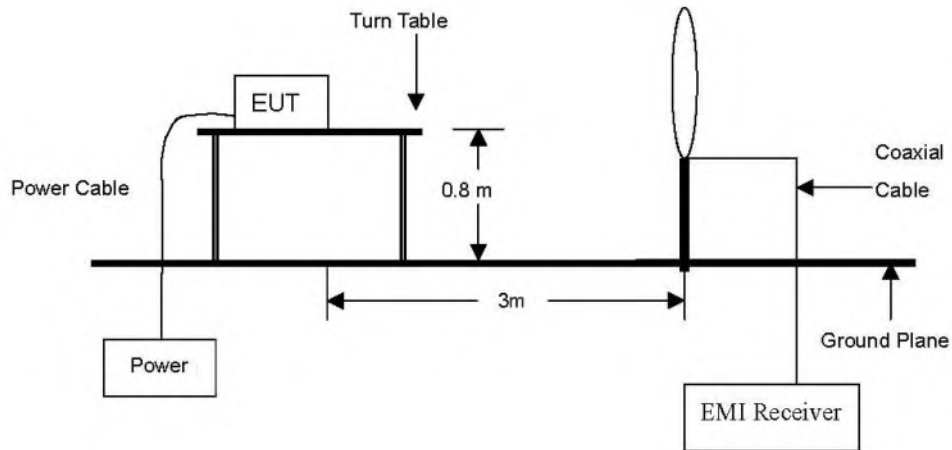 Turn Table
EUT
Power Cable
0.8 m
Coaxial
Cable
3m
Ground Plane
Power
EMI Receiver